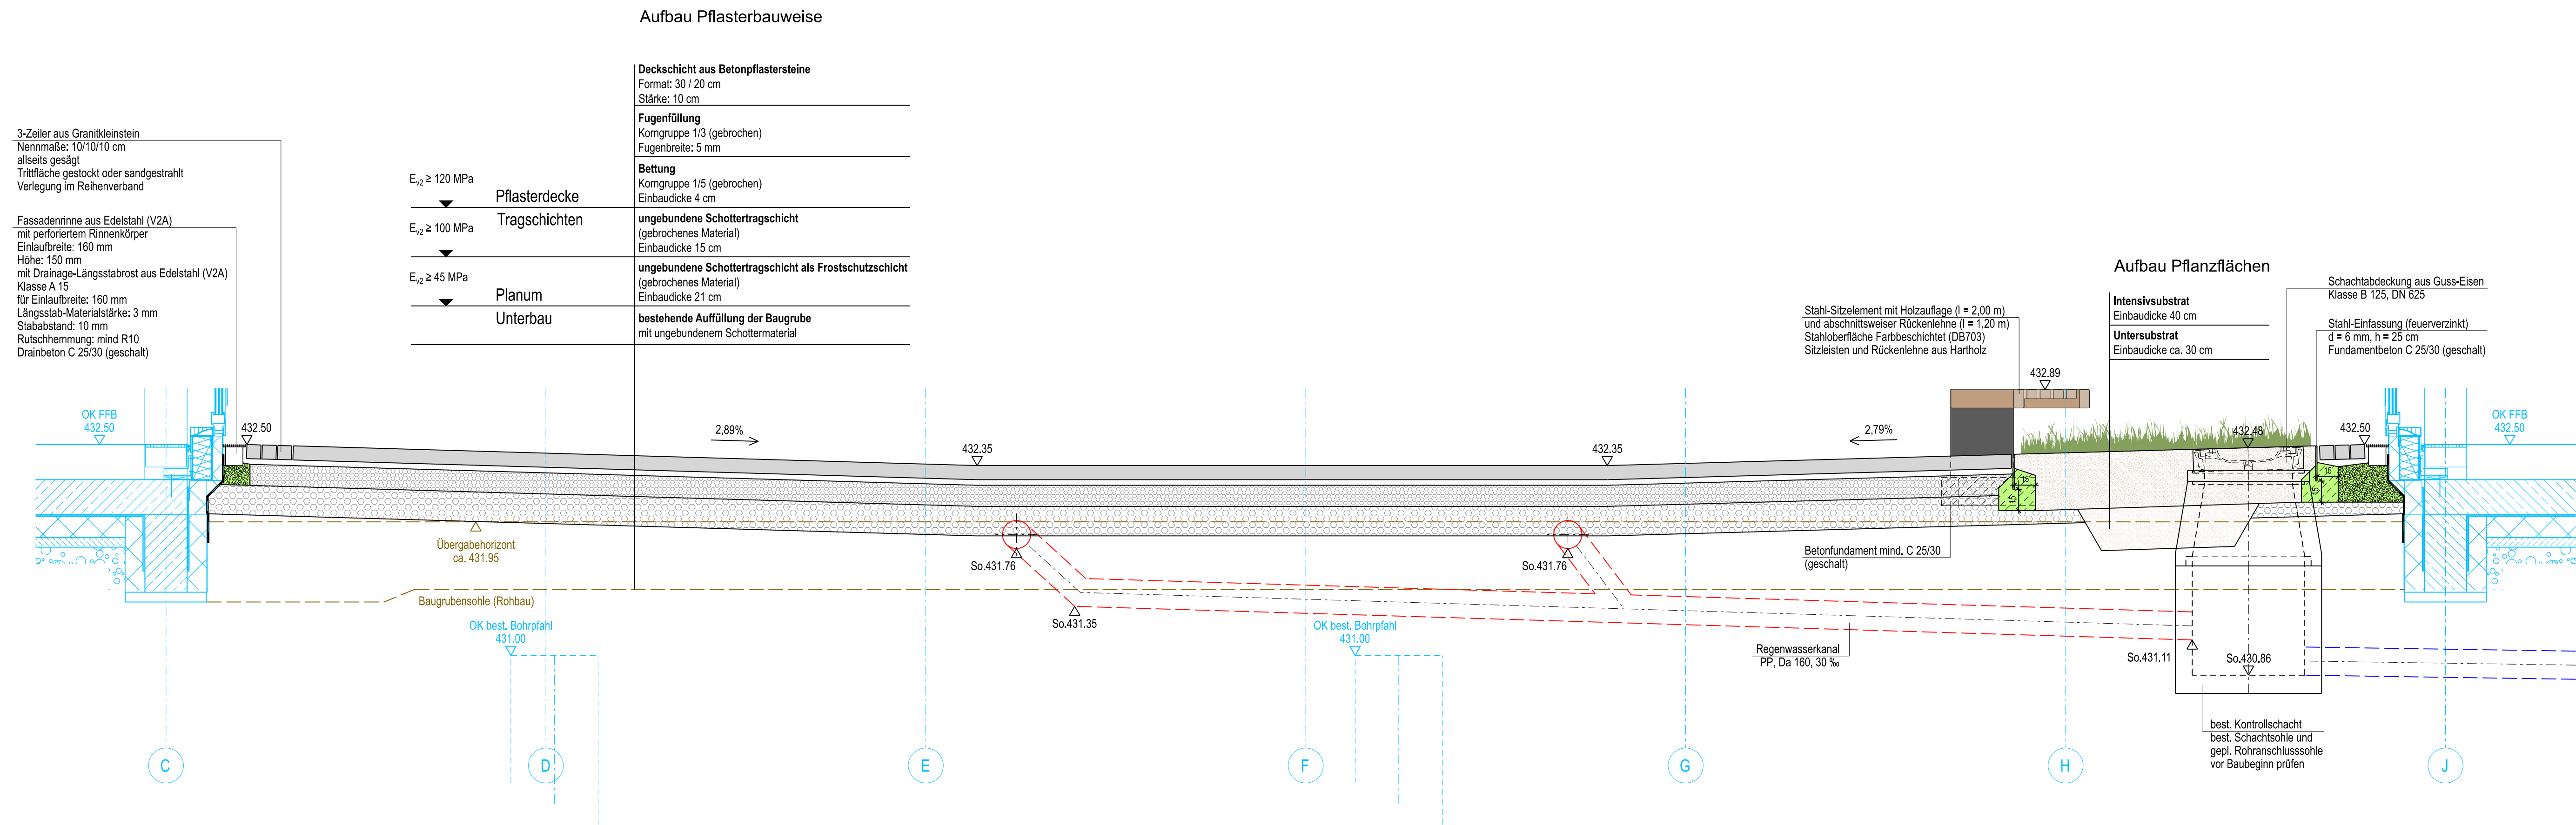 Aufbau Pflasterbauweise
Deckschicht aus Betonpflastersteine
Format: 30 / 20 cm
Stärke: 10 cm
Fugenfüllung
Korngruppe 1/3 (gebrochen)
Fugenbreite: 5 mm
Bettung
Korngruppe 1/5 (gebrochen)
Einbaudicke 4 cm
ungebundene Schottertragschicht
(gebrochenes Material)
Einbaudicke 15 cm
ungebundene Schottertragschicht als Frostschutzschicht
(gebrochenes Material)
Einbaudicke 21 cm
bestehende Auffüllung der Baugrube
mit ungebundenem Schottermaterial
Ev2 ≥ 120 MPa
Pflasterdecke
Tragschichten
Ev2 ≥ 100 MPa
Ev2 ≥ 45 MPa
Planum
Unterbau
3-Zeiler aus Granitkleinstein
Nennmaße: 10/10/10 cm
allseits gesägt
Trittfläche gestockt oder sandgestrahlt
Verlegung im Reihenverband
Fassadenrinne aus Edelstahl (V2A)
mit perforiertem Rinnenkörper
Einlaufbreite: 160 mm
Höhe: 150 mm
mit Drainage-Längsstabrost aus Edelstahl (V2A)
Klasse A 15
für Einlaufbreite: 160 mm
Längsstab-Materialstärke: 3 mm
Stababstand: 10 mm
Rutschhemmung: mind R10
Drainbeton C 25/30 (geschalt)
Aufbau Pflanzflächen
Intensivsubstrat
Einbaudicke 40 cm
Untersubstrat
Einbaudicke ca. 30 cm
Schachtabdeckung aus Guss-Eisen
Klasse B 125, DN 625
Stahl-Einfassung (feuerverzinkt)
d = 6 mm, h = 25 cm
Fundamentbeton C 25/30 (geschalt)
Stahl-Sitzelement mit Holzauflage (l = 2,00 m)
und abschnittsweiser Rückenlehne (l = 1,20 m)
Stahloberfläche Farbbeschichtet (DB703)
Sitzleisten und Rückenlehne aus Hartholz
432.89
OK FFB
432.50
432.50
2,89%
432.35
432.35
2,79%
432.48
432.50
OK FFB
432.50
15
15
15
15
Übergabehorizont
ca. 431.95
Baugrubensohle (Rohbau)
So.431.76
So.431.76
Betonfundament mind. C 25/30
(geschalt)
So.431.35
OK best. Bohrpfahl
431.00
OK best. Bohrpfahl
431.00
Regenwasserkanal
PP, Da 160, 30 ‰
So.431.11
So.430.86
best. Kontrollschacht
best. Schachtsohle und
gepl. Rohranschlusssohle
vor Baubeginn prüfen
C
D
E
F
G
H
J